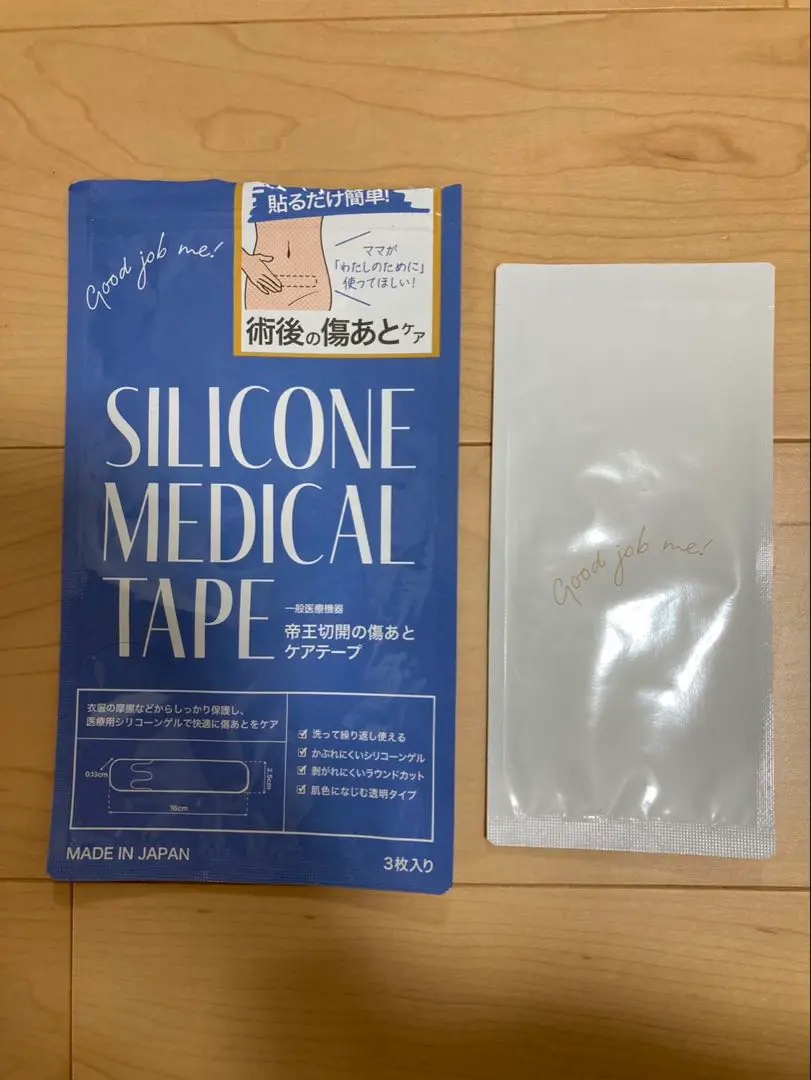 貼るだけ簡単!
Good job me!
ママが
「わたしのために」
使ってほしい!
術後の傷あとケア
SILICONE
MEDICAL
TAPE
一般医療機器
帝王切開の傷あと
ケアテープ
衣服の摩擦などからしっかり保護し、
医療用シリコーンゲルで快適に傷あとをケア
0.13cm
2.5cm
16cm
洗って繰り返し使える
かぶれにくいシリコーンゲル
剥がれにくいラウンドカット
肌色になじむ透明タイプ
MADE IN JAPAN
3枚入り
Good job me!